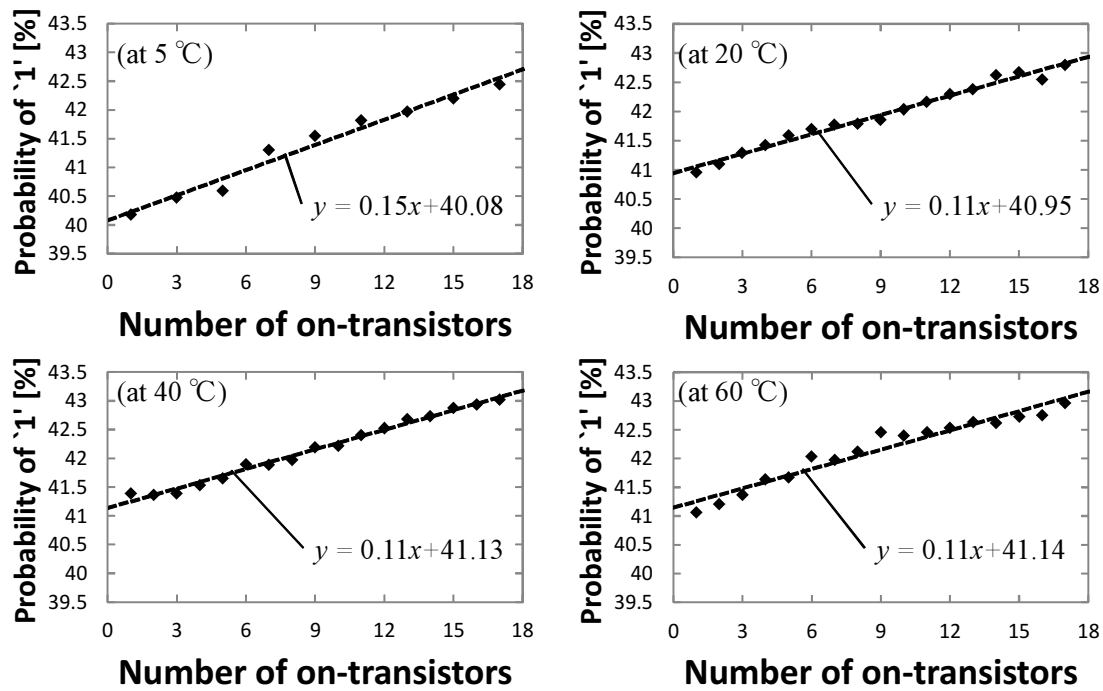 Probability of `1' [%]
43.5
43
42.5
42
41.5
41
40.5
40
39.5
(at 5 ℃)
y = 0.15x+40.08
0 3 6 9 12 15 18
Number of on-transistors
Probability of `1' [%]
43.5
43
42.5
42
41.5
41
40.5
40
39.5
(at 20 ℃)
y = 0.11x+40.95
0 3 6 9 12 15 18
Number of on-transistors
Probability of `1' [%]
43.5
43
42.5
42
41.5
41
40.5
40
39.5
(at 40 ℃)
y = 0.11x+41.13
0 3 6 9 12 15 18
Number of on-transistors
Probability of `1' [%]
43.5
43
42.5
42
41.5
41
40.5
40
39.5
(at 60 ℃)
y = 0.11x+41.14
0 3 6 9 12 15 18
Number of on-transistors